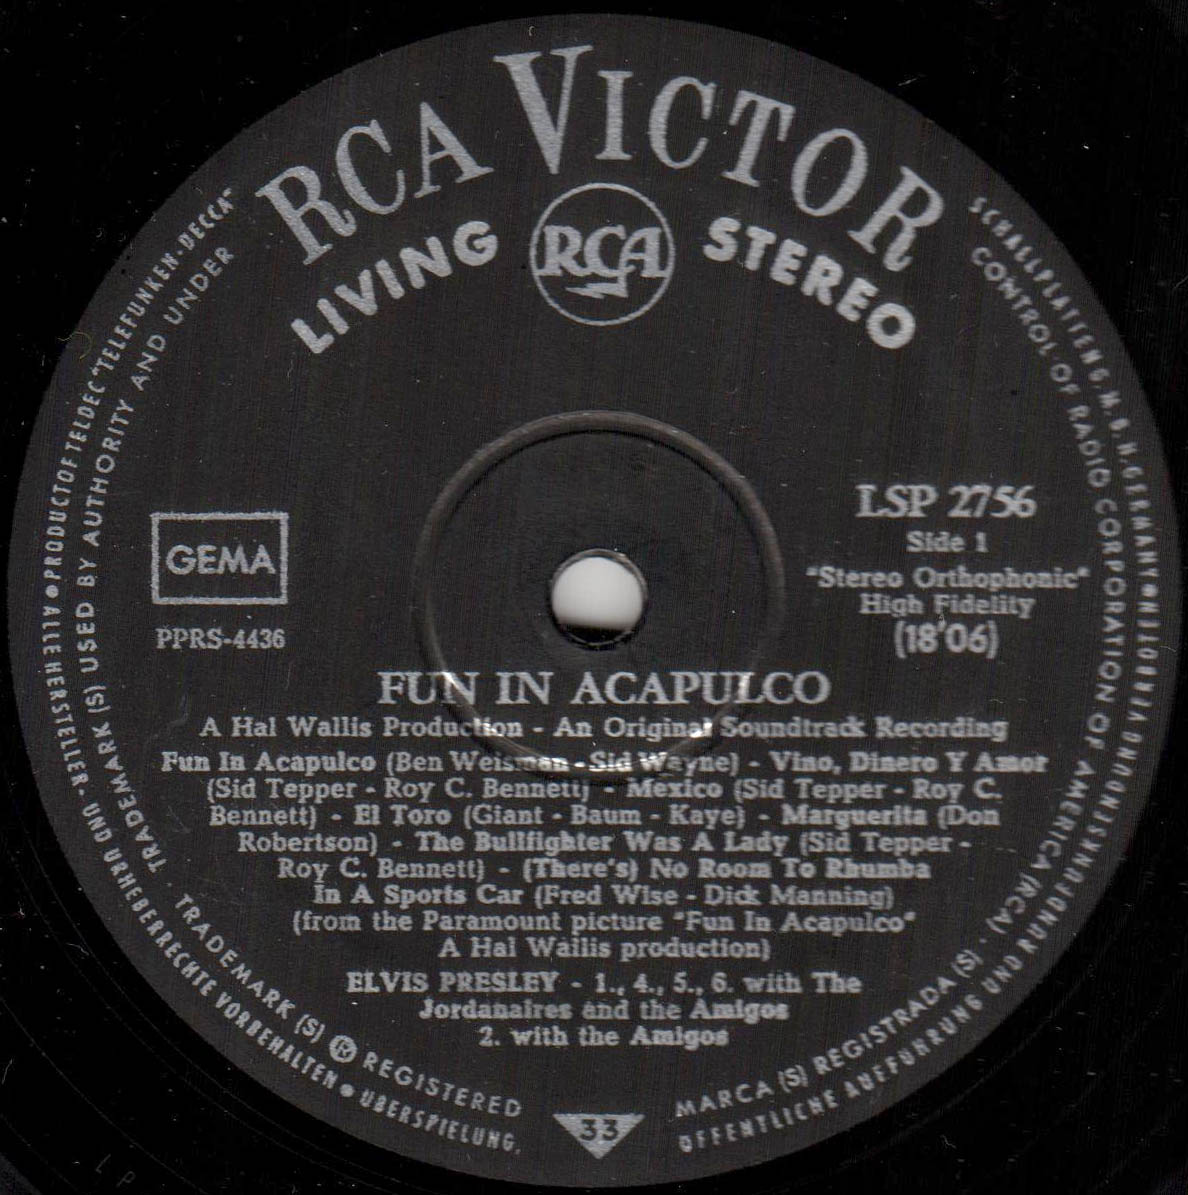 RCA VICTOR
LIVING STEREO
RCA
LSP 2756
Side 1
"Stereo Orthophonic"
High Fidelity
(18'06)
GEMA
PPRS-4436
FUN IN ACAPULCO
A Hal Wallis Production - An Original Soundtrack Recording
Fun In Acapulco (Ben Weisman - Sid Wayne) - Vino, Dinero Y Amor
(Sid Tepper - Roy C. Bennett) - Mexico (Sid Tepper - Roy C.
Bennett) - El Toro (Giant - Baum - Kaye) - Marguerita (Don
Robertson) - The Bullfighter Was A Lady (Sid Tepper -
Roy C. Bennett) - (There's) No Room To Rhumba
In A Sports Car (Fred Wise - Dick Manning)
(from the Paramount picture "Fun In Acapulco"
A Hal Wallis production)
ELVIS PRESLEY - 1., 4., 5., 6. with The
Jordanaires and the Amigos
2. with the Amigos
33
PRODUCT OF TELDEC "TELEFUNKEN-DECCA" SCHALLPLATTEN G.M.B.H. GERMANY
ALLE HERSTELLER- UND URHEBERRECHTE VORBEHALTEN • UBERSPIELUNG,
OFFENTLICHE AUFFUHRUNG UND RUNDFUNKSENDUNG
TRADEMARK (S) USED BY AUTHORITY AND UNDER CONTROL OF RADIO CORPORATION OF AMERICA (RCA)
TRADEMARK (S) ® REGISTERED
MARCA (S) REGISTRADA (S)
LP